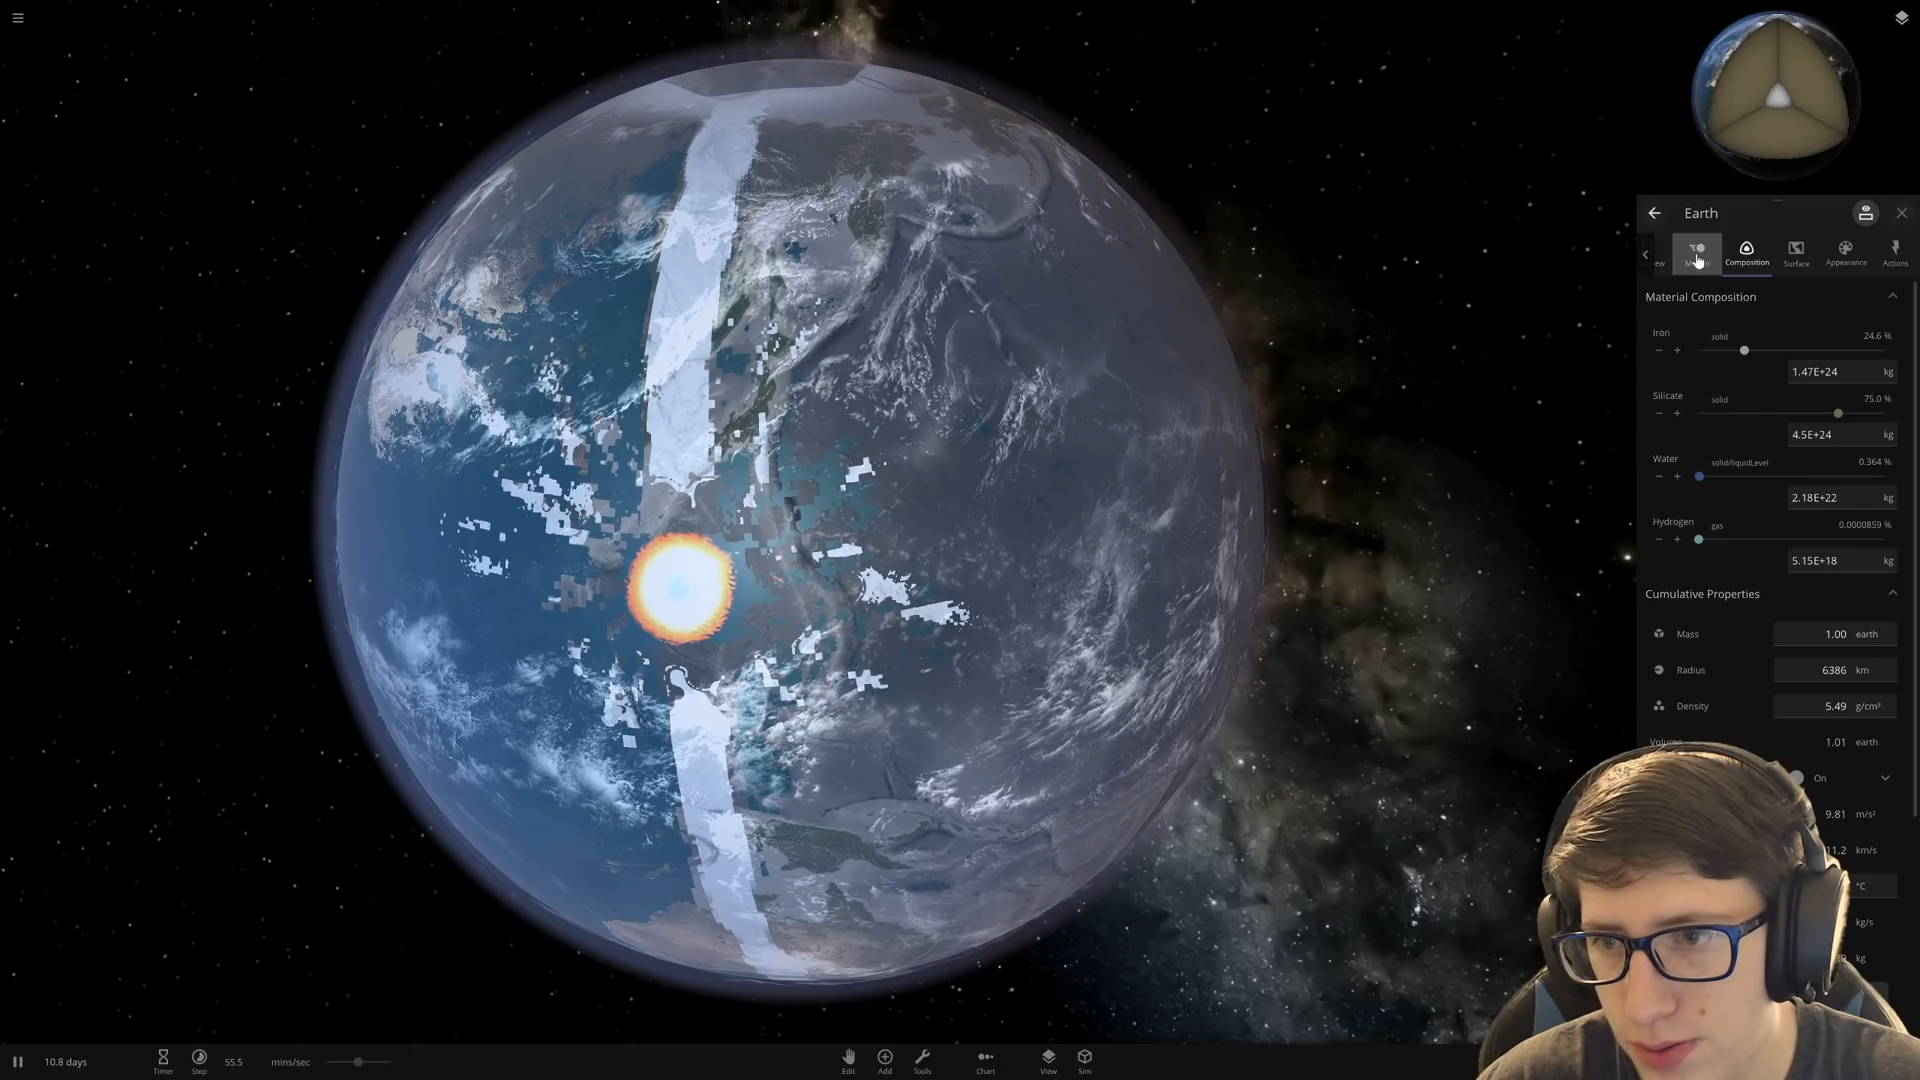 Earth
ew
Composition
Surface
Appearance
Actions
Material Composition
Iron
solid
24.6 %
1.47E+24 kg
Silicate
solid
75.0 %
4.5E+24 kg
Water
solid/liquidLevel
0.364 %
2.18E+22 kg
Hydrogen
gas
0.0000859 %
5.15E+18 kg
Cumulative Properties
Mass 1.00 earth
Radius 6386 km
Density 5.49 g/cm³
Volume 1.01 earth
On
9.81 m/s²
11.2 km/s
°C
kg/s
kg
10.8 days
Timer
Step
55.5 mins/sec
Edit
Add
Tools
Chart
View
Sim